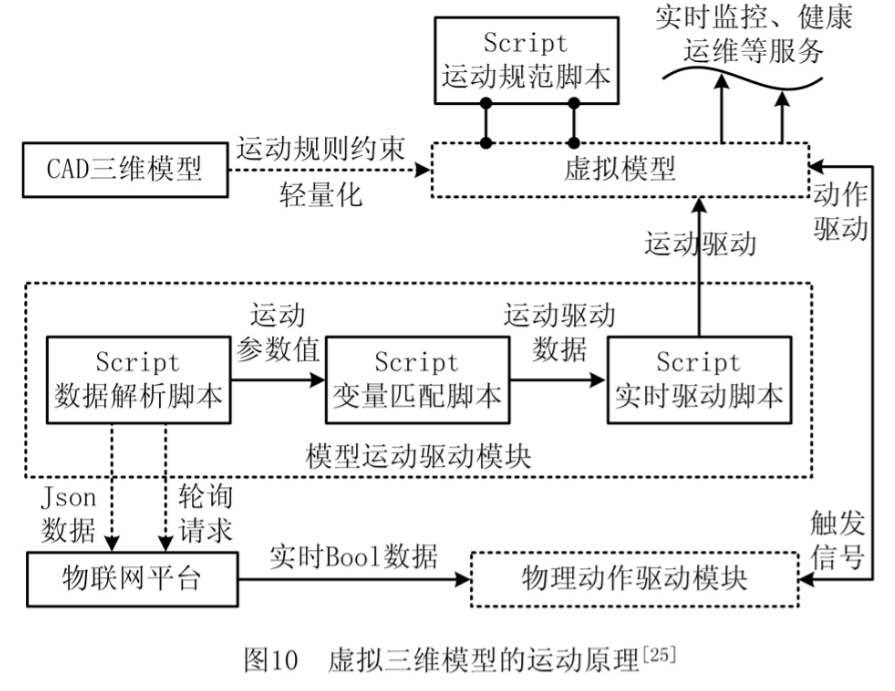 Script
运动规范脚本
实时监控、健康
运维等服务
CAD三维模型
运动规则约束
轻量化
虚拟模型
动作
驱动
运动驱动
运动
参数值
运动驱动
数据
Script
数据解析脚本
Script
变量匹配脚本
Script
实时驱动脚本
模型运动驱动模块
Json
数据
轮询
请求
触发
信号
物联网平台
实时Bool数据
物理动作驱动模块
图10 虚拟三维模型的运动原理[25]